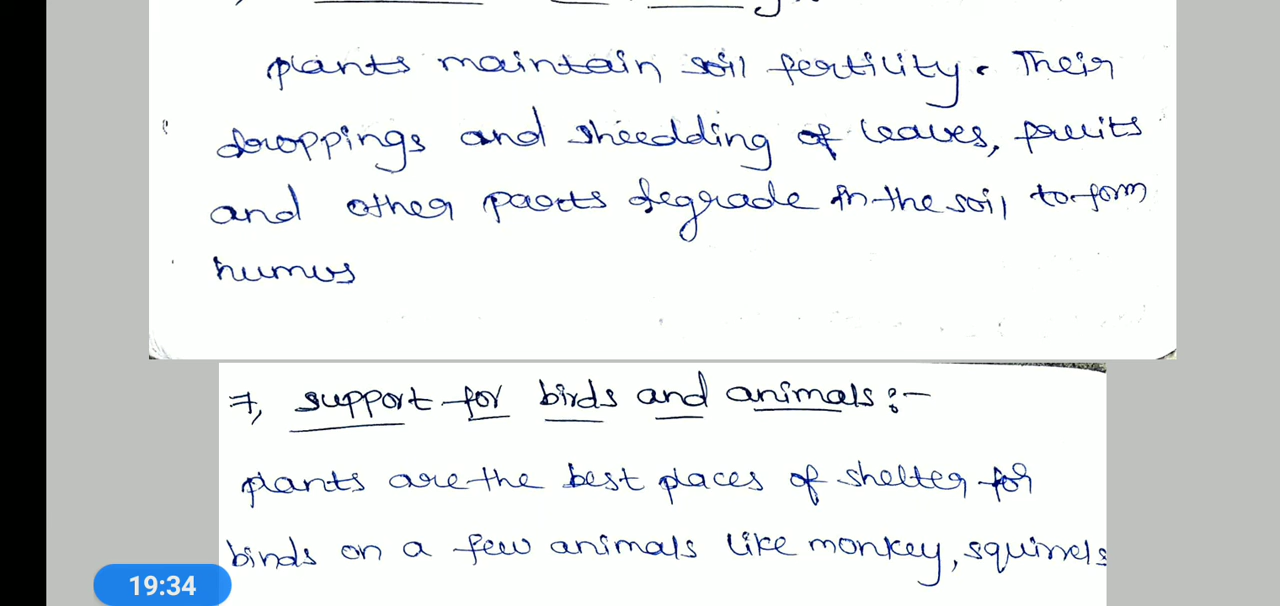 plants maintain soil fertility. Their
droppings and sheedding of leaves, fruits
and other parts degrade in the soil to form
humus
7, support for birds and animals :-
plants are the best places of shelter for
binds on a few animals like monkey, squirrels
19:34